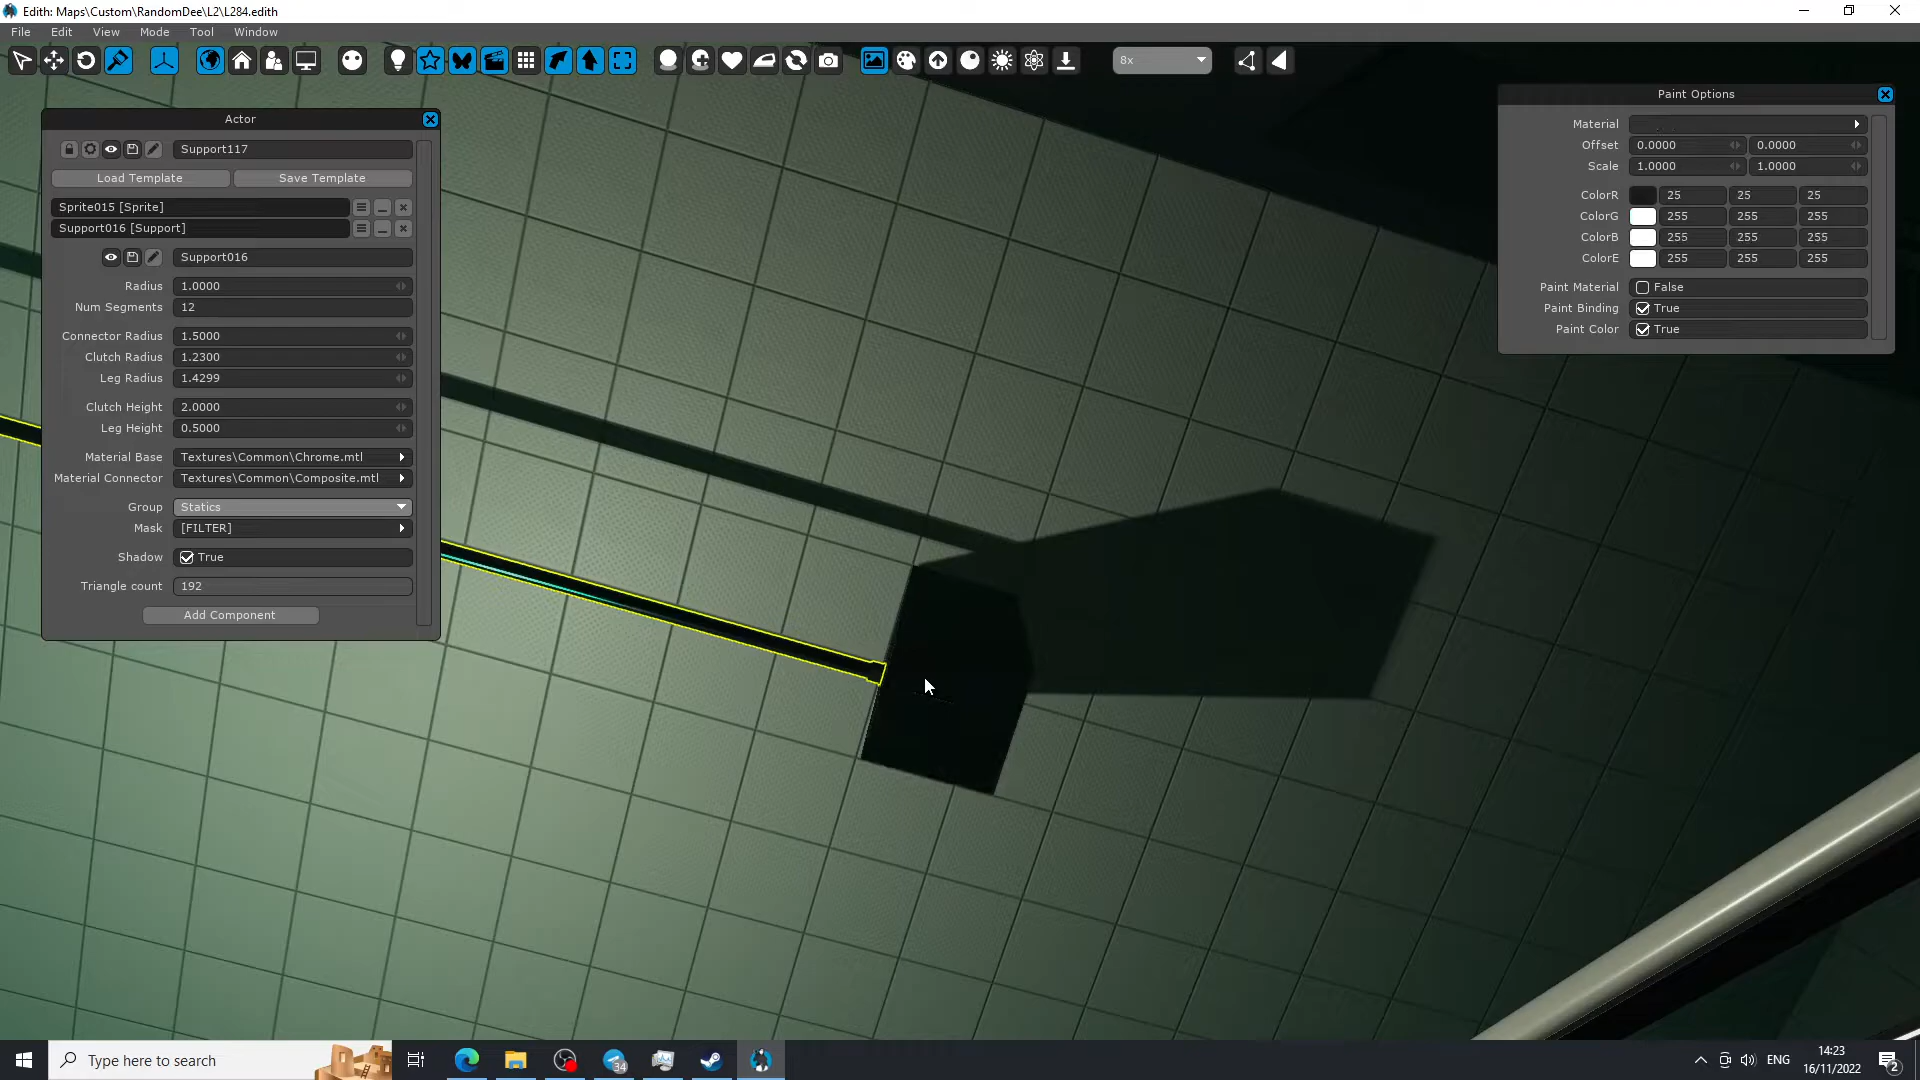 Edith: Maps\Custom\RandomDee\L2\L284.edith
File Edit View Mode Tool Window
8x
Actor
Support117
Load Template Save Template
Sprite015 [Sprite]
Support016 [Support]
Support016
Radius 1.0000
Num Segments 12
Connector Radius 1.5000
Clutch Radius 1.2300
Leg Radius 1.4299
Clutch Height 2.0000
Leg Height 0.5000
Material Base Textures\Common\Chrome.mtl
Material Connector Textures\Common\Composite.mtl
Group Statics
Mask [FILTER]
Shadow True
Triangle count 192
Add Component
Paint Options
Material
Offset 0.0000 0.0000
Scale 1.0000 1.0000
ColorR 25 25 25
ColorG 255 255 255
ColorB 255 255 255
ColorE 255 255 255
Paint Material False
Paint Binding True
Paint Color True
Type here to search
34
ENG
14:23
16/11/2022
2